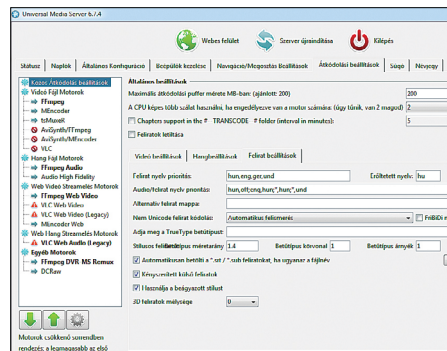 Universal Media Server 6.7.4
Webes felület
Szerver újraindítása
Kilépés
Státusz
Naplók
Általános Konfiguráció
Beépülők kezelése
Navigáció/Megosztás Beállítások
Átkódolási beállítások
Súgó
Névjegy
Közös Átkódolás beállítások
Videó Fájl Motorok
FFmpeg
MEncoder
tsMuxeR
AviSynth/FFmpeg
AviSynth/MEncoder
VLC
Hang Fájl Motorok
FFmpeg Audio
Audio High Fidelity
Web Videó Streamelés Motorok
FFmpeg Web Video
VLC Web Video
VLC Web Video (Legacy)
MEncoder Web
Web Hang Streamelés Motorok
VLC Web Audio (Legacy)
Egyéb Motorok
FFmpeg DVR-MS Remux
DCRaw
Motorok csökkenő sorrendben
rendezés: a legmagasabb az első
Általános beállítások
Maximális átkódolási puffer mérete MB-ban: (ajánlott: 200) 200
A CPU képes több szálat használni, ha engedélyezve van a motor számára: (úgy tűnik, van 2 magod) 2
Chapters support in the # TRANSCODE # folder (interval in minutes): 5
Feliratok letiltása
Videó beállítások
Hangbeállítások
Felirat beállítások
Felirat nyelv prioritás: hun,eng,ger,und Erőltetett nyelv: hu
Audio/felirat nyelv prioritás: hun,off;eng,hun;*,hun;*,und
Alternatív felirat mappa:
Nem Unicode felirat kódolás: Automatikus felismerés FriBiDi m
Adja meg a TrueType betűtípust:
Stílusos felirat: Betűtípus méretarány 1.4 Betűtípus körvonal 1 Betűtípus árnyék 1
Automatikusan betölti a *.srt / *.sub feliratokat, ha ugyanaz a fájlnév
Kényszerített külső feliratok
Használja a beágyazott stílust
3D feliratok mélysége 0